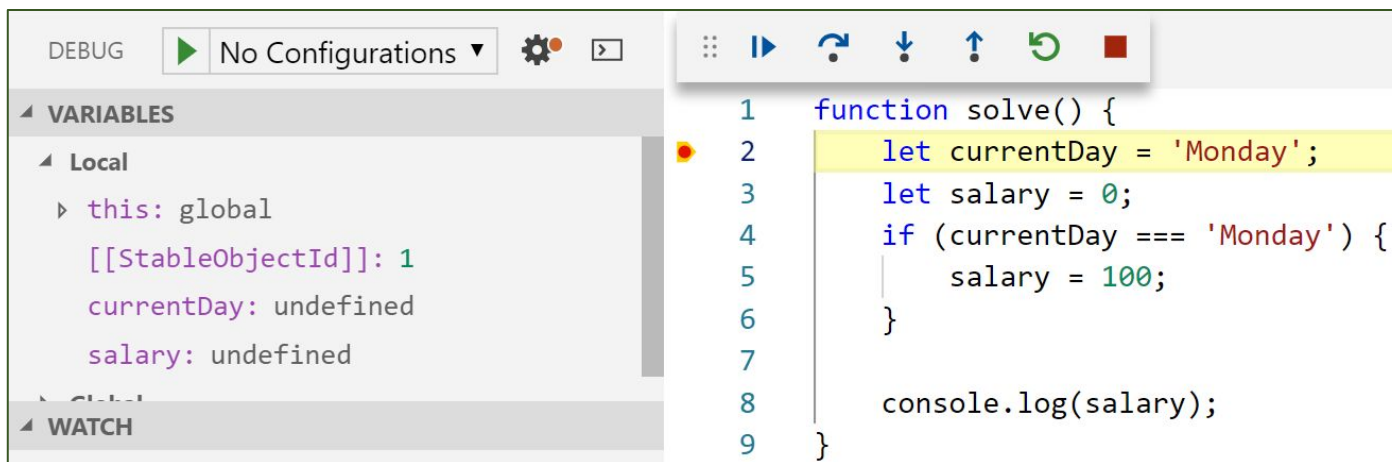 DEBUG No Configurations
VARIABLES
Local
this: global
[[StableObjectId]]: 1
currentDay: undefined
salary: undefined
WATCH
1 function solve() {
2 let currentDay = 'Monday';
3 let salary = 0;
4 if (currentDay === 'Monday') {
5 salary = 100;
6 }
7
8 console.log(salary);
9 }